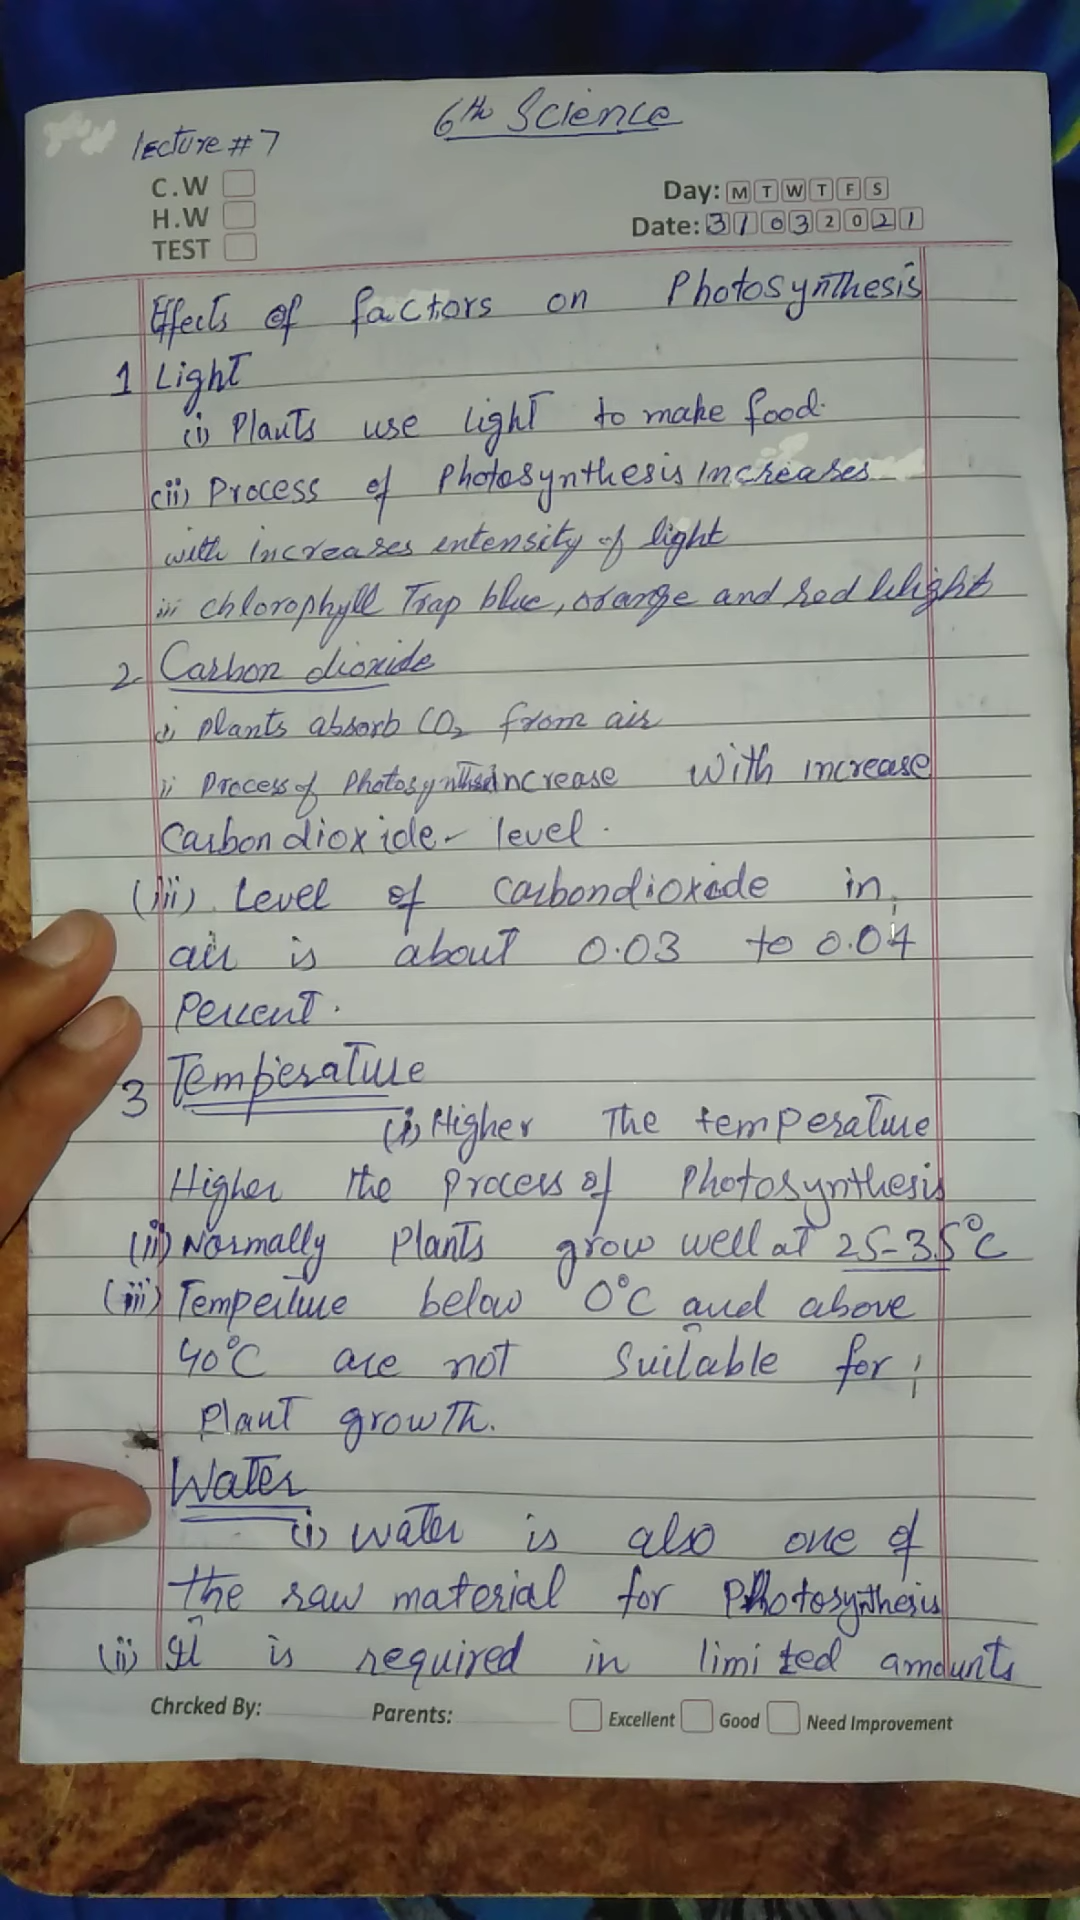 6th Science
lecture #7
C.W
H.W
TEST
Day: M T W T F S
Date: 31 03 2021
Effects of factors on Photosynthesis
1 Light
(i) Plants use light to make food.
(ii) Process of Photosynthesis increases
with increases intensity of light
iii chlorophyll Trap blue, orange and red lilight
2 Carbon dioxide
i) plants absorb CO₂ from air
ii Process of Photosynthesis increase with increase
Carbon dioxide level.
(iii) Level of carbondioxide in
air is about 0.03 to 0.04
Percent.
3 Temperature
(i) Higher The temperature
Higher the process of Photosynthesis
(ii) Normally Plants grow well at 25-35°C
(iii) Temperture below 0°C and above
40°C are not Suitable for
Plant growth.
Water
(i) Water is also one of
the raw material for Photosynthesis
(ii) It is required in limited amounts
Chrcked By: Parents: Excellent Good Need Improvement